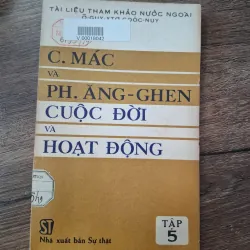 TÀI LIỆU THAM KHẢO NƯỚC NGOÀI
C. MÁC
VÀ
PH. ĂNG-GHEN
CUỘC ĐỜI
VÀ
HOẠT ĐỘNG
TẬP
5
ST
Nhà xuất bản Sự thật